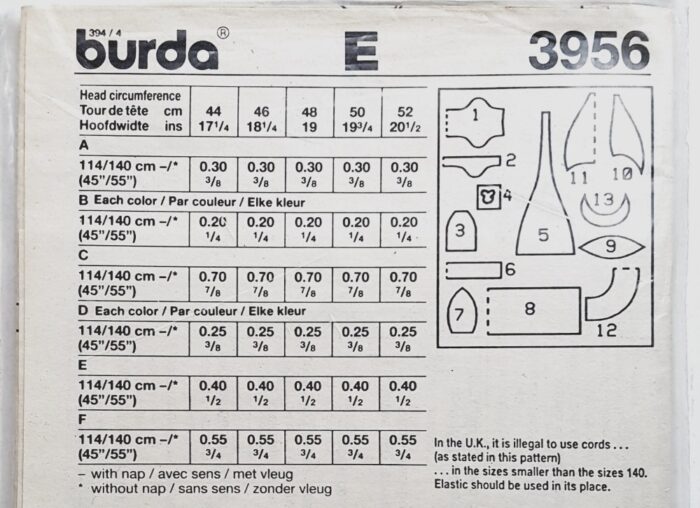 394 / 4
burda® E 3956
Head circumference
Tour de tête cm 44 46 48 50 52
Hoofdwidte ins 17 1/4 18 1/4 19 19 3/4 20 1/2
A
114/140 cm –/* 0.30 0.30 0.30 0.30 0.30
(45"/55") 3/8 3/8 3/8 3/8 3/8
B Each color / Par couleur / Elke kleur
114/140 cm –/* 0.20 0.20 0.20 0.20 0.20
(45"/55") 1/4 1/4 1/4 1/4 1/4
C
114/140 cm –/* 0.70 0.70 0.70 0.70 0.70
(45"/55") 7/8 7/8 7/8 7/8 7/8
D Each color / Par couleur / Elke kleur
114/140 cm –/* 0.25 0.25 0.25 0.25 0.25
(45"/55") 3/8 3/8 3/8 3/8 3/8
E
114/140 cm –/* 0.40 0.40 0.40 0.40 0.40
(45"/55") 1/2 1/2 1/2 1/2 1/2
F
114/140 cm –/* 0.55 0.55 0.55 0.55 0.55
(45"/55") 3/4 3/4 3/4 3/4 3/4
– with nap / avec sens / met vleug
* without nap / sans sens / zonder vleug
1
2
11 10
4 13
3 5
9
6
7 8
12
In the U.K., it is illegal to use cords . . .
(as stated in this pattern)
. . . in the sizes smaller than the sizes 140.
Elastic should be used in its place.